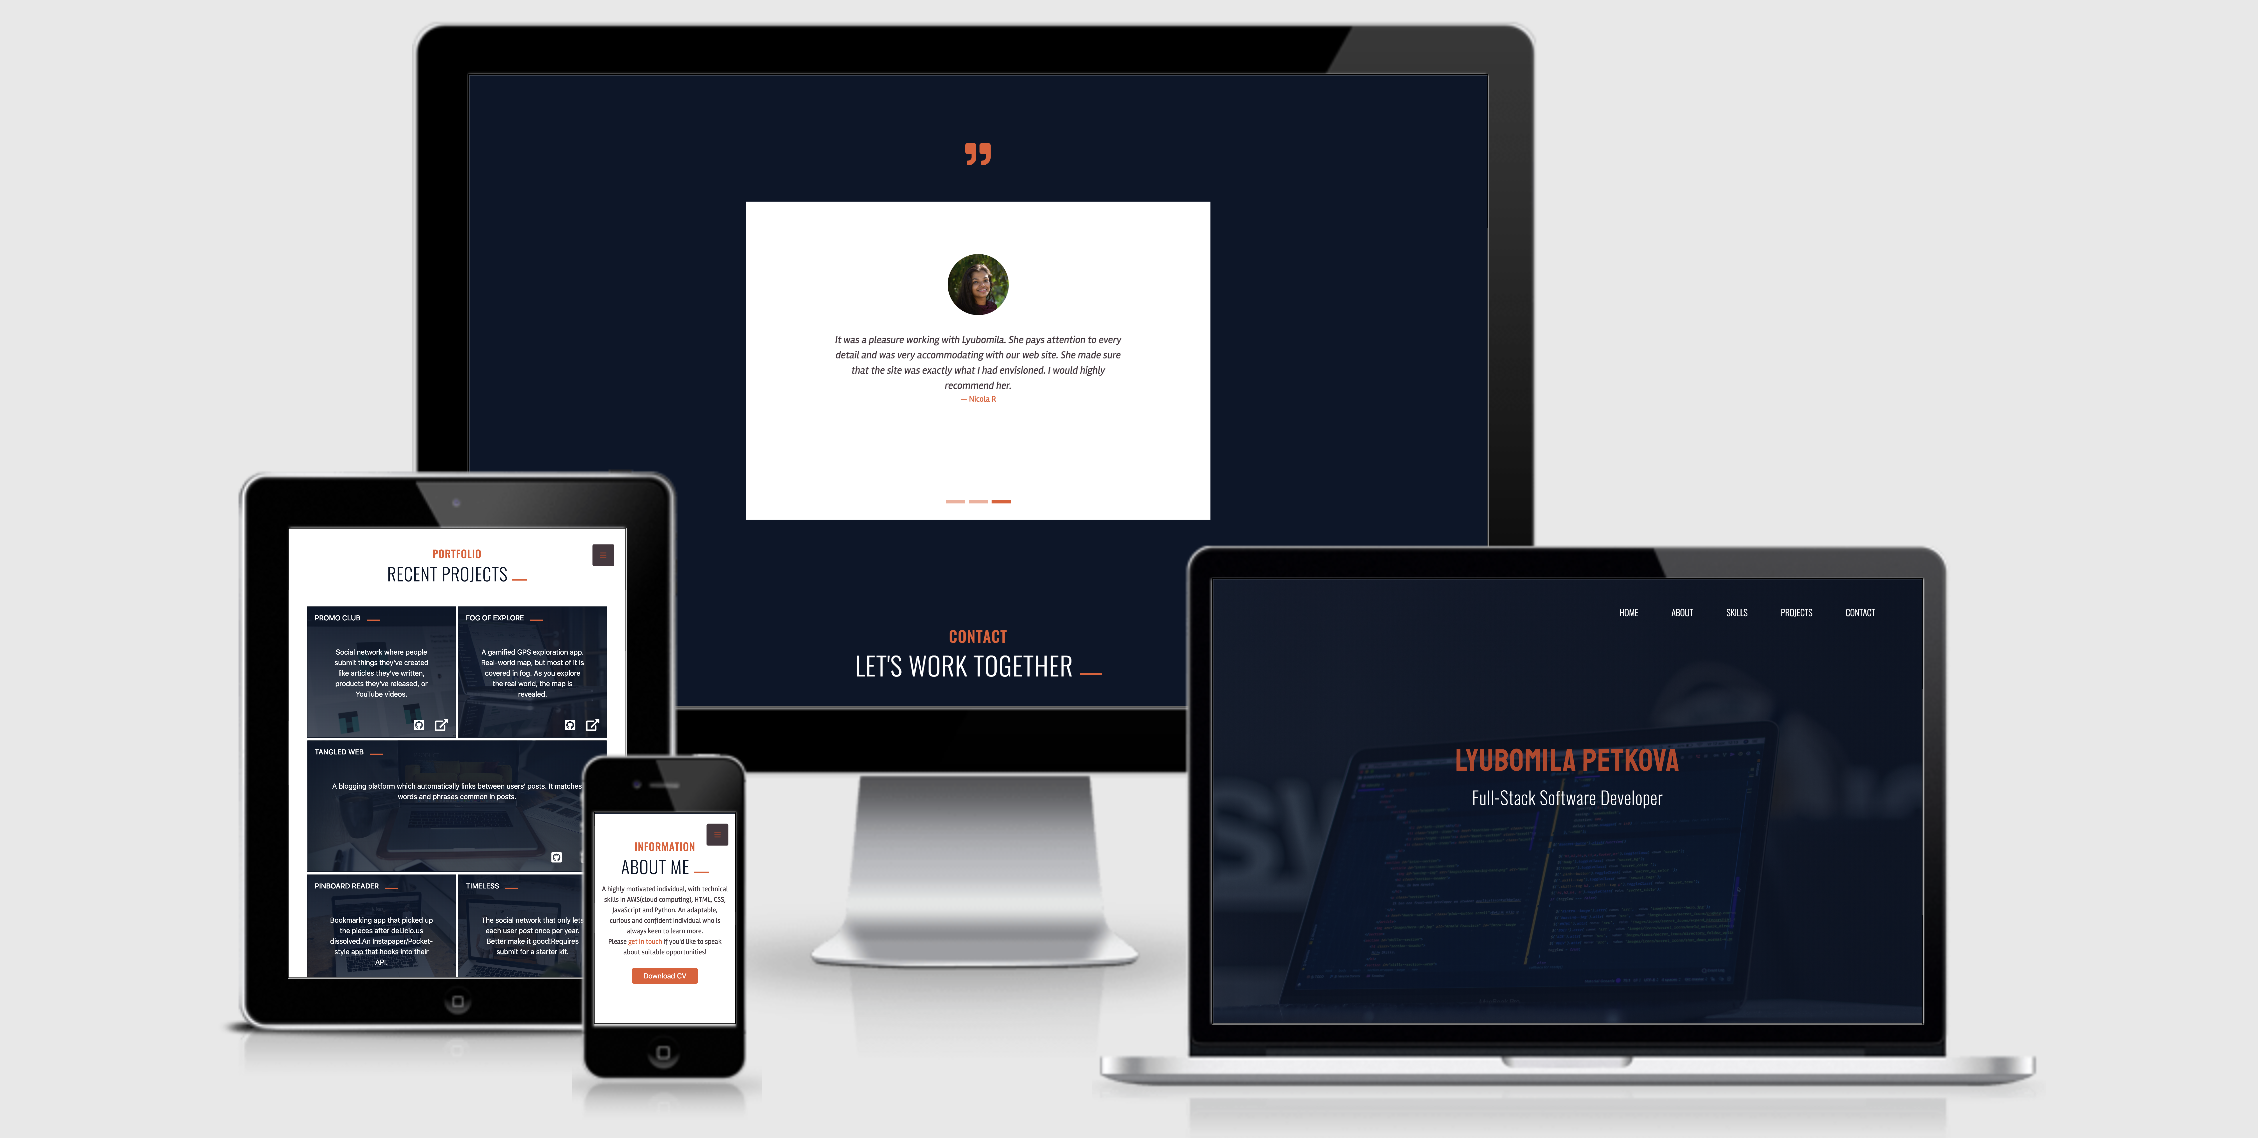 It was a pleasure working with Lyubomila. She pays attention to every
detail and was very accommodating with our web site. She made sure
that the site was exactly what I had envisioned. I would highly
recommend her.
— Nicola R
CONTACT
LET'S WORK TOGETHER
PORTFOLIO
RECENT PROJECTS
PROMO CLUB
Social network where people
submit things they've created
like articles they've written,
products they've released, or
YouTube videos.
FOG OF EXPLORE
A gamified GPS exploration app.
Real-world map, but most of it is
covered in fog. As you explore
the real world, the map is
revealed.
TANGLED WEB
A blogging platform which automatically links between users' posts. It matches
words and phrases common in posts.
PINBOARD READER
Bookmarking app that picked up
the pieces after del.icio.us
dissolved.An Instapaper/Pocket-
style app that hooks into their
API.
TIMELESS
The social network that only lets
each user post once per year.
Better make it good!Requires
submit for a starter kit.
INFORMATION
ABOUT ME
A highly motivated individual, with technical
skills in AWS(cloud computing), HTML, CSS,
JavaScript and Python. An adaptable,
curious and confident individual who is
always keen to learn more.
Please get in touch if you'd like to speak
about suitable opportunities!
Download CV
HOME ABOUT SKILLS PROJECTS CONTACT
LYUBOMILA PETKOVA
Full-Stack Software Developer